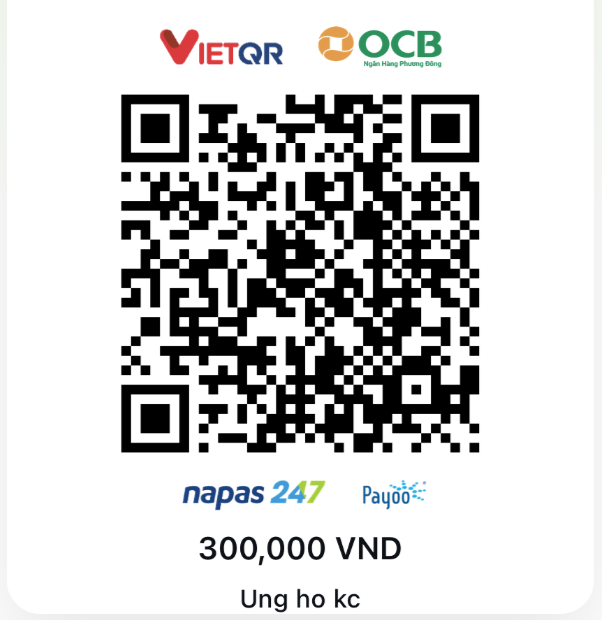 VIETQR OCB
Ngân Hàng Phương Đông
napas 247 Payoo
300,000 VND
Ung ho kc